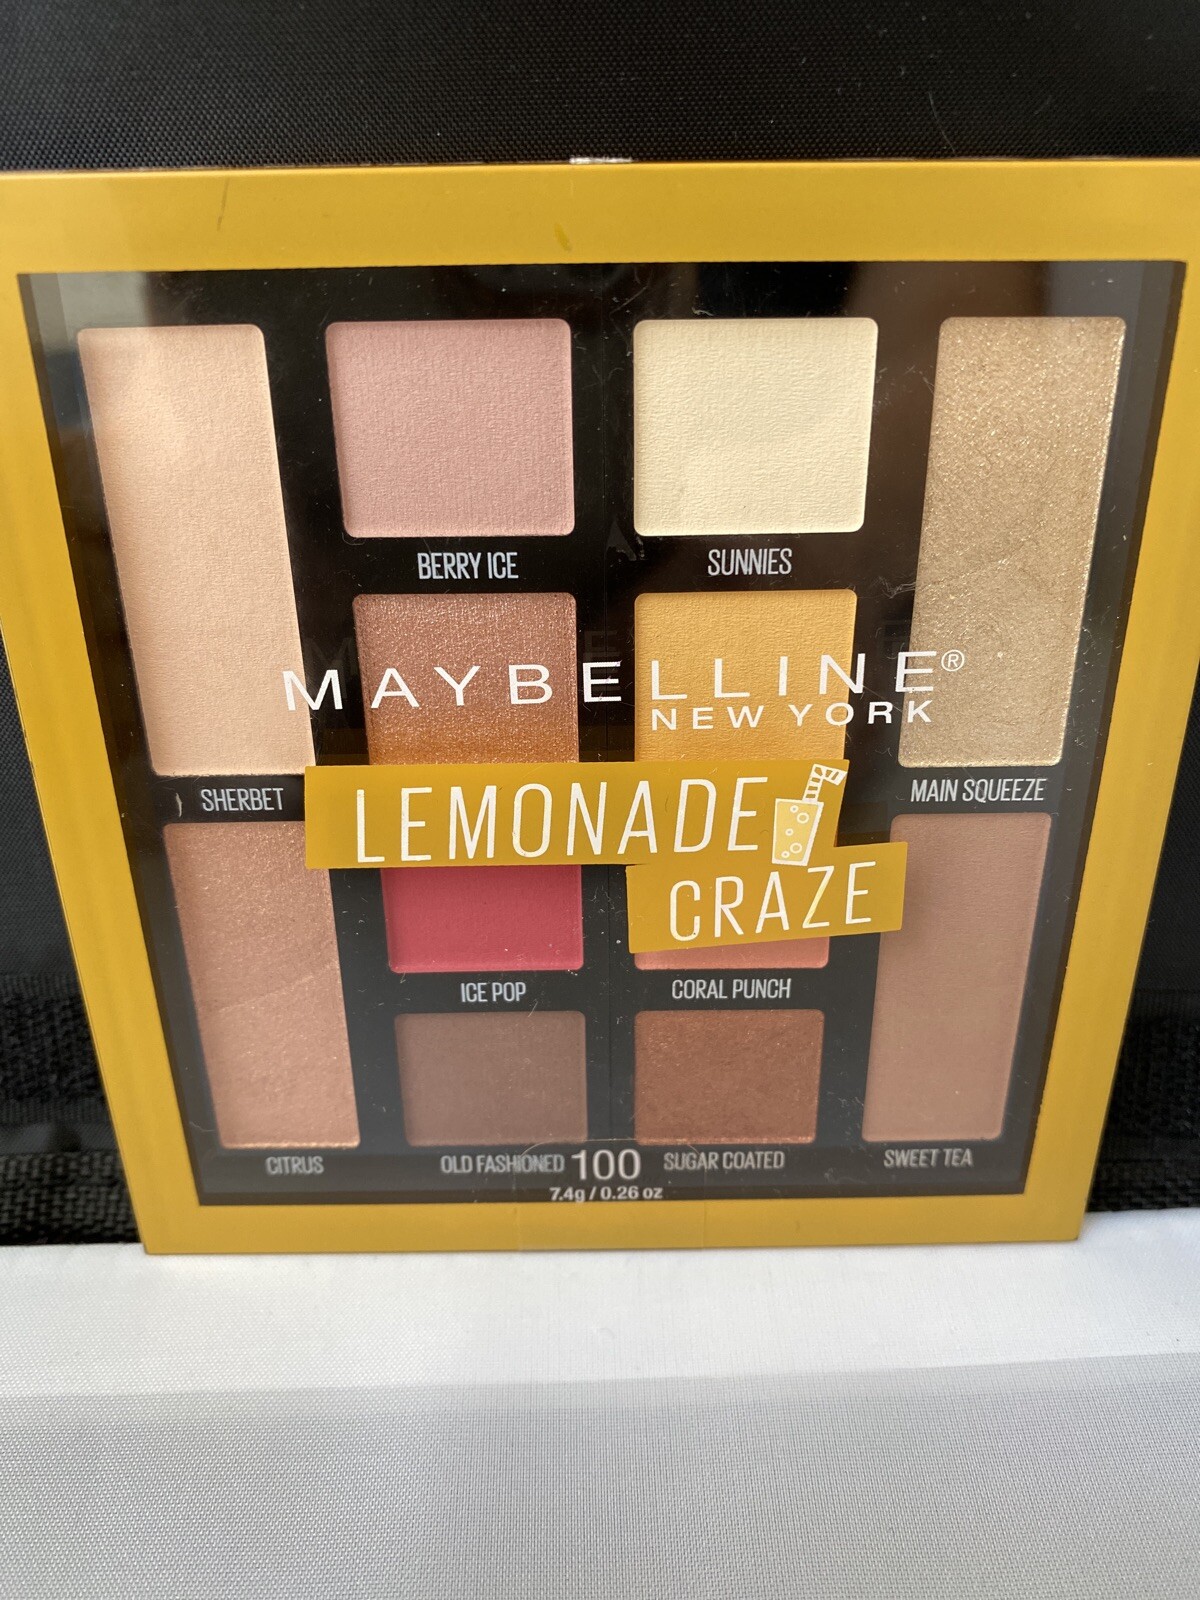 BERRY ICE
SUNNIES
MAYBELLINE®
NEW YORK
SHERBET
MAIN SQUEEZE
LEMONADE
CRAZE
ICE POP
CORAL PUNCH
CITRUS
OLD FASHIONED
100
SUGAR COATED
SWEET TEA
7.4g / 0.26 oz